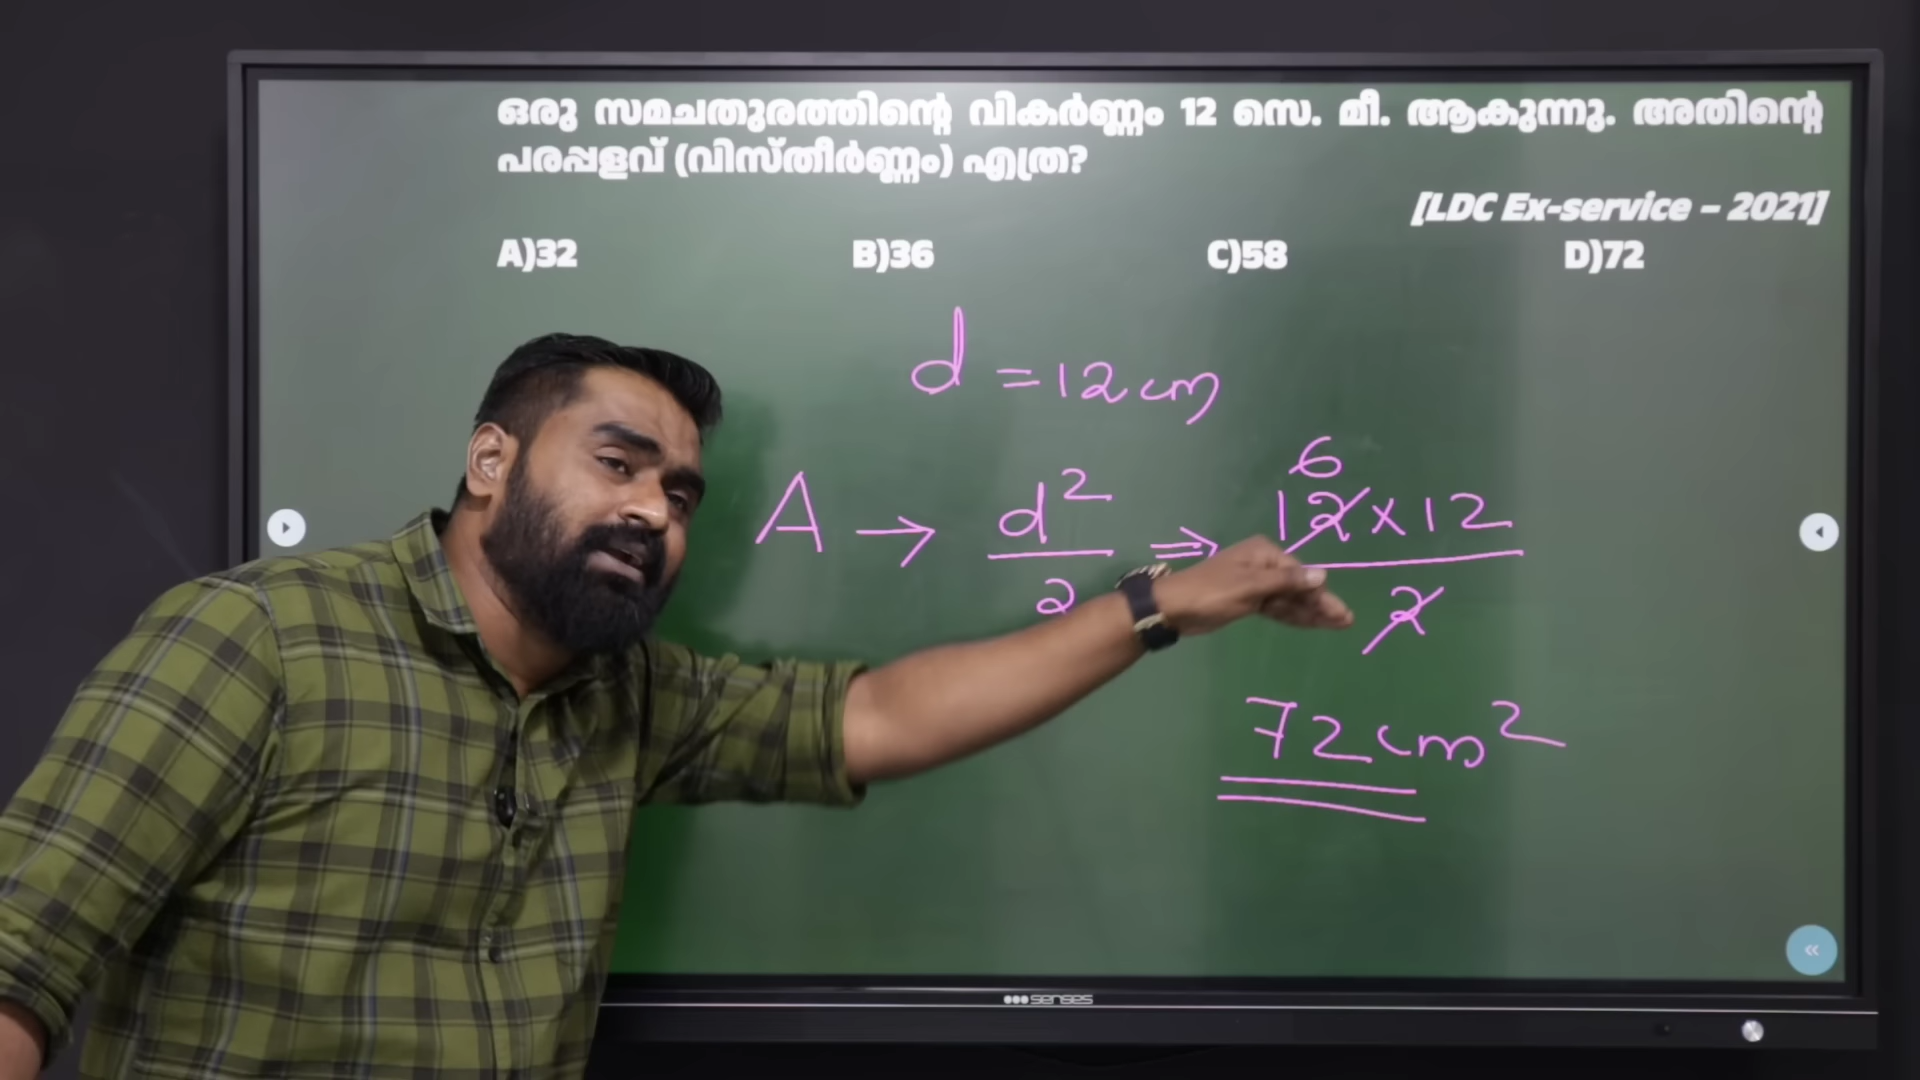 ഒരു സമചതുരത്തിന്റെ വികർണ്ണം 12 സെ. മീ. ആകുന്നു. അതിന്റെ
പരപ്പളവ് (വിസ്തീർണ്ണം) എത്ര?
[LDC Ex-service – 2021]
A)32 B)36 C)58 D)72
d = 12 cm
6
A → d²/2 ⇒ 12 x 12/2
72 cm²
senses